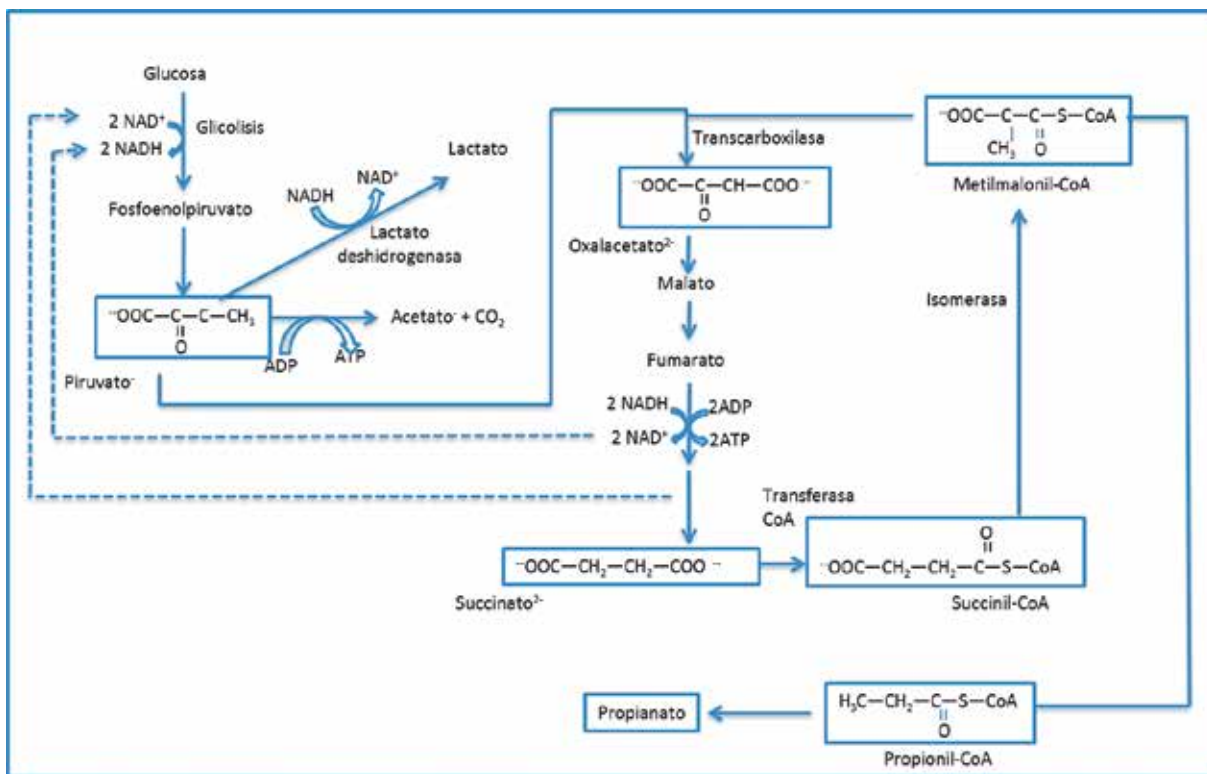 Glucosa
2 NAD⁺
Glicolisis
2 NADH
Fosfoenolpiruvato
⁻OOC—C—C—CH₃
O
Piruvato⁻
NADH
NAD⁺
Lactato
Lactato
deshidrogenasa
ADP
ATP
Acetato⁻ + CO₂
Transcarboxilasa
⁻OOC—C—CH—COO⁻
O
Oxalacetato²⁻
Malato
Fumarato
2 NADH
2ADP
2 NAD⁺
2ATP
⁻OOC—CH₂—CH₂—COO⁻
Succinato²⁻
Transferasa
CoA
O
⁻OOC—CH₂—CH₂—C—S—CoA
Succinil-CoA
Isomerasa
⁻OOC—C—C—S—CoA
CH₃ O
Metilmalonil-CoA
H₃C—CH₂—C—S—CoA
O
Propionil-CoA
Propianato